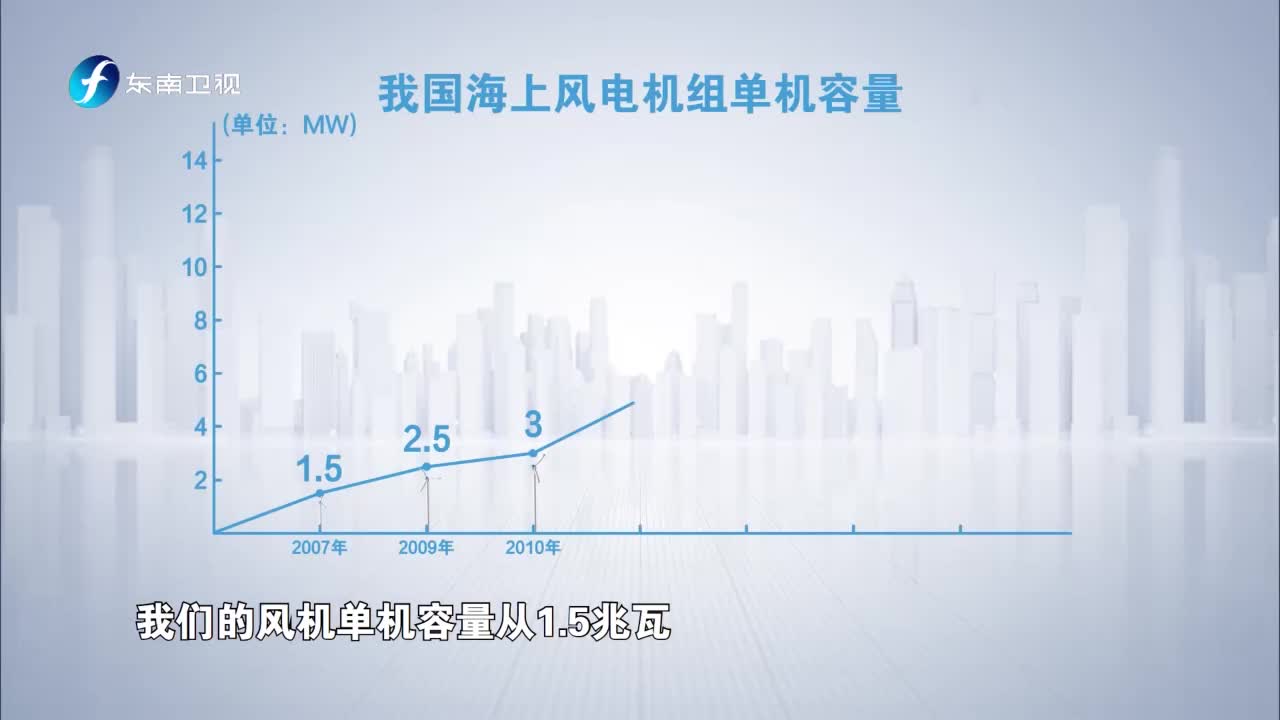 东南卫视
我国海上风电机组单机容量
(单位：MW)
14
12
10
8
6
4
2
1.5
2.5
3
2007年
2009年
2010年
我们的风机单机容量从1.5兆瓦